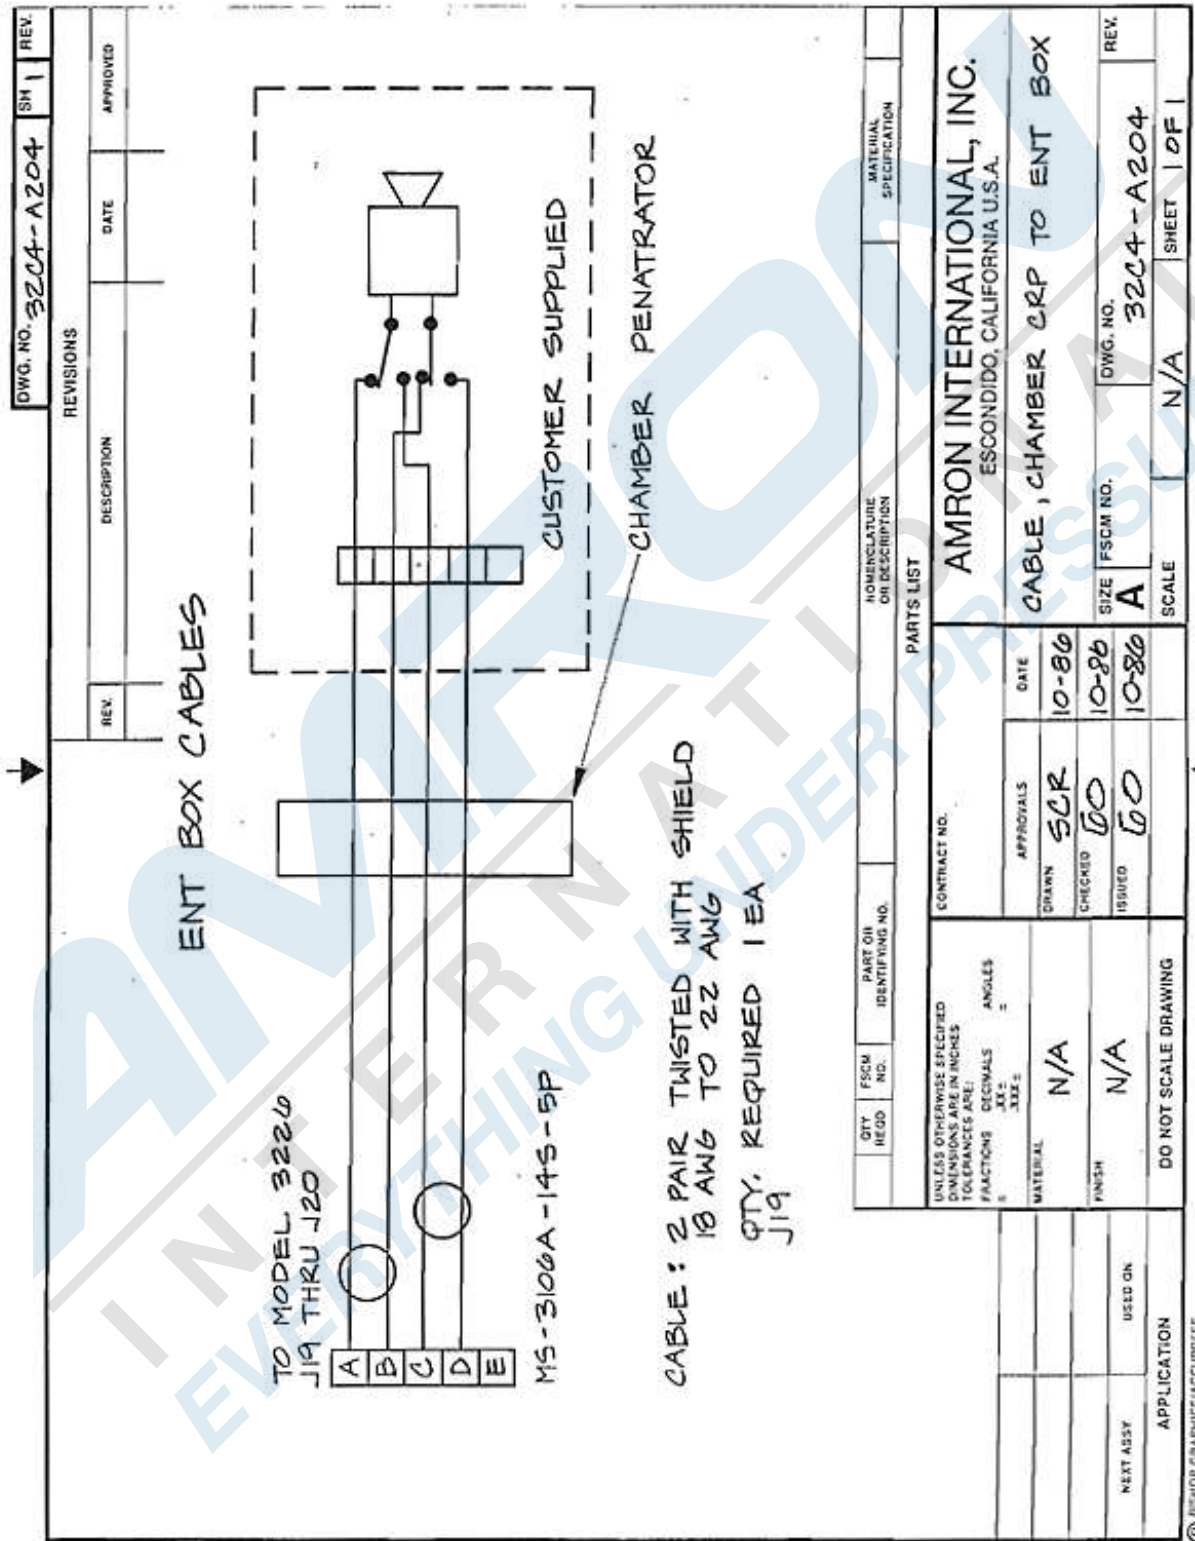 DWG. NO. 32C4-A204 SH 1 REV.
REVISIONS
REV. DESCRIPTION DATE APPROVED
ENT BOX CABLES
TO MODEL 3226
J19 THRU J20
A
B
C
D
E
MS-3106A-14S-5P
CUSTOMER SUPPLIED
CHAMBER PENATRATOR
CABLE : 2 PAIR TWISTED WITH SHIELD
18 AWG TO 22 AWG
QTY. REQUIRED 1 EA
J19
QTY REQD FSCM NO. PART OR IDENTIFYING NO. NOMENCLATURE OR DESCRIPTION MATERIAL SPECIFICATION
PARTS LIST
UNLESS OTHERWISE SPECIFIED
DIMENSIONS ARE IN INCHES
TOLERANCES ARE:
FRACTIONS DECIMALS ANGLES
± .XX ± ±
.XXX ±
MATERIAL
N/A
FINISH
N/A
DO NOT SCALE DRAWING
NEXT ASSY USED ON
APPLICATION
CONTRACT NO.
APPROVALS DATE
DRAWN SCR 10-86
CHECKED 10-86
ISSUED 10-86
AMRON INTERNATIONAL, INC.
ESCONDIDO, CALIFORNIA U.S.A.
CABLE, CHAMBER CRP TO ENT BOX
SIZE A FSCM NO. DWG. NO. 32C4-A204 REV.
SCALE N/A SHEET 1 OF 1
AMRON
INTERNATIONAL
EVERYTHING UNDER PRESSU